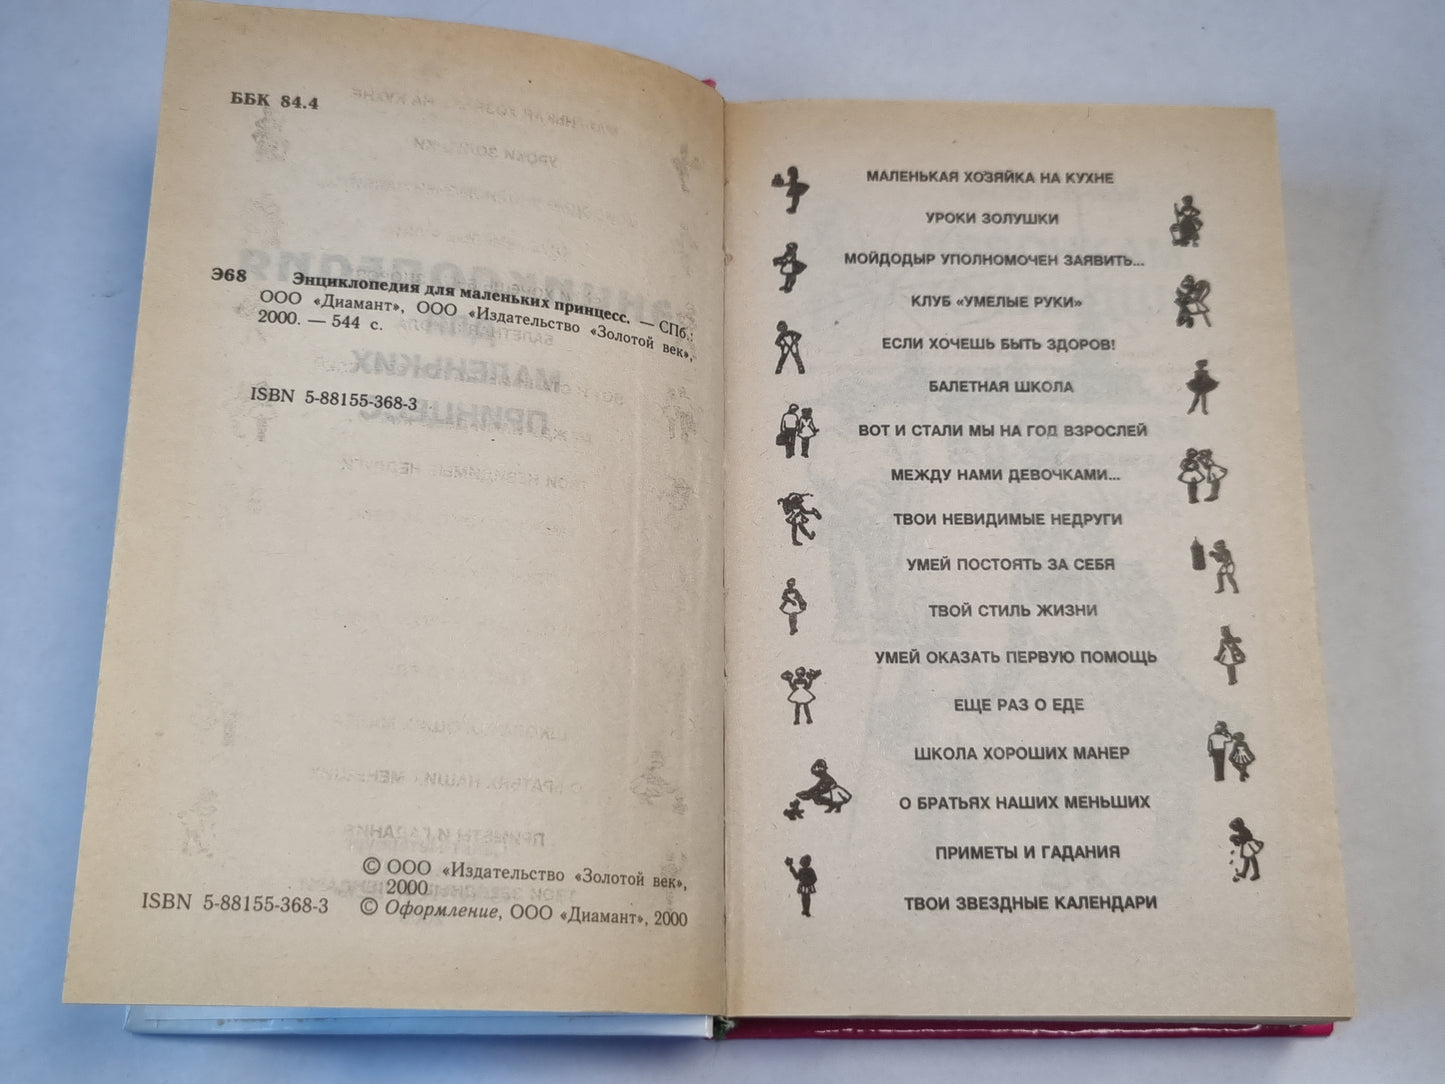 ББК 84.4
Э68 Энциклопедия для маленьких принцесс. — СПб.:
ООО «Диамант», ООО «Издательство «Золотой век»,
2000. — 544 с.
ISBN 5-88155-368-3
© ООО «Издательство «Золотой век»,
2000
ISBN 5-88155-368-3 © Оформление, ООО «Диамант», 2000
МАЛЕНЬКАЯ ХОЗЯЙКА НА КУХНЕ
УРОКИ ЗОЛУШКИ
МОЙДОДЫР УПОЛНОМОЧЕН ЗАЯВИТЬ...
КЛУБ «УМЕЛЫЕ РУКИ»
ЕСЛИ ХОЧЕШЬ БЫТЬ ЗДОРОВ!
БАЛЕТНАЯ ШКОЛА
ВОТ И СТАЛИ МЫ НА ГОД ВЗРОСЛЕЙ
МЕЖДУ НАМИ ДЕВОЧКАМИ...
ТВОИ НЕВИДИМЫЕ НЕДРУГИ
УМЕЙ ПОСТОЯТЬ ЗА СЕБЯ
ТВОЙ СТИЛЬ ЖИЗНИ
УМЕЙ ОКАЗАТЬ ПЕРВУЮ ПОМОЩЬ
ЕЩЕ РАЗ О ЕДЕ
ШКОЛА ХОРОШИХ МАНЕР
О БРАТЬЯХ НАШИХ МЕНЬШИХ
ПРИМЕТЫ И ГАДАНИЯ
ТВОИ ЗВЕЗДНЫЕ КАЛЕНДАРИ